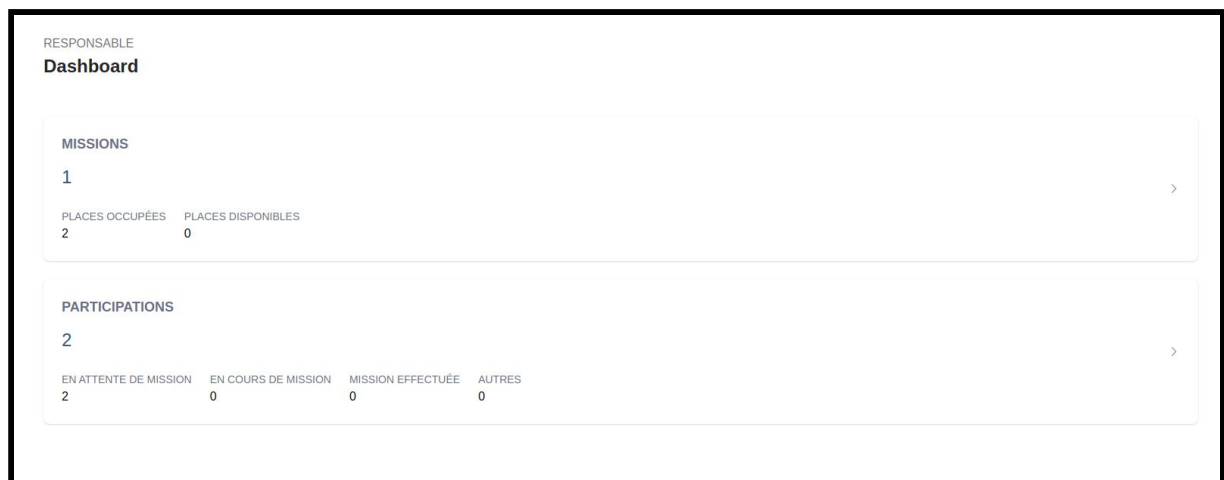 RESPONSABLE
Dashboard
MISSIONS
1
PLACES OCCUPÉES PLACES DISPONIBLES
2 0
PARTICIPATIONS
2
EN ATTENTE DE MISSION EN COURS DE MISSION MISSION EFFECTUÉE AUTRES
2 0 0 0